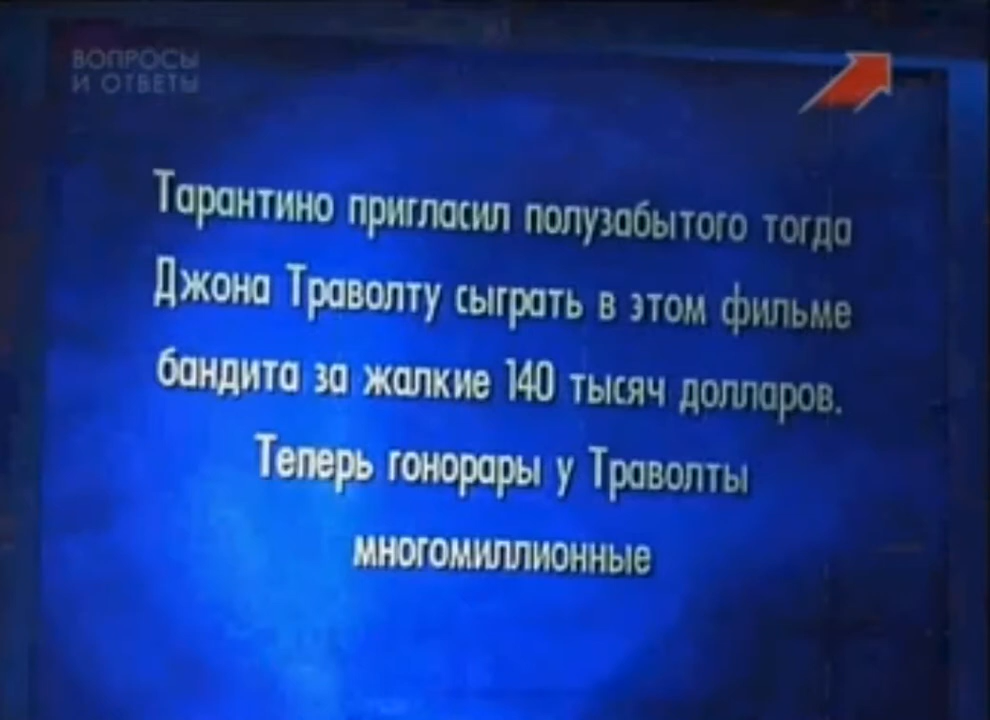 ВОПРОСЫ
И ОТВЕТЫ
Тарантино пригласил полузабытого тогда
Джона Траволту сыграть в этом фильме
бандита за жалкие 140 тысяч долларов.
Теперь гонорары у Траволты
многомиллионные